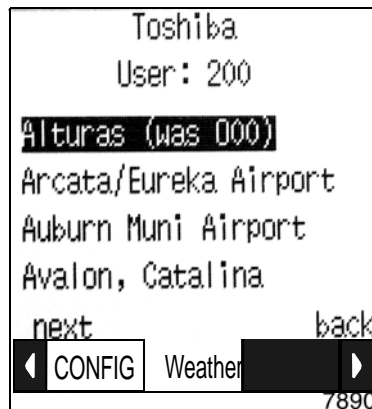 Toshiba
User: 200
Alturas (was 000)
Arcata/Eureka Airport
Auburn Muni Airport
Avalon, Catalina
next back
CONFIG Weather
7890